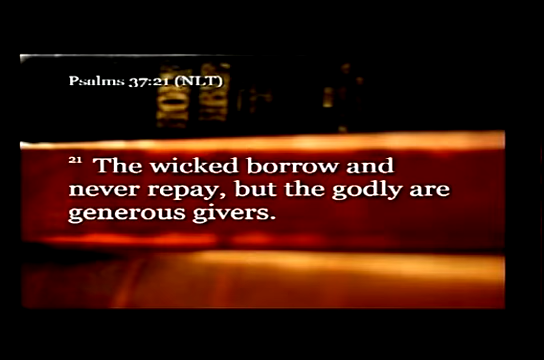 Psalms 37:21 (NLT)
21 The wicked borrow and
never repay, but the godly are
generous givers.